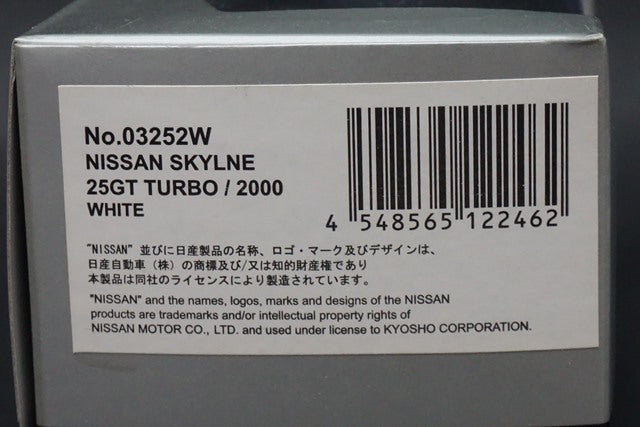 No.03252W
NISSAN SKYLNE
25GT TURBO / 2000
WHITE
4 548565 122462
"NISSAN" 並びに日産製品の名称、ロゴ・マーク及びデザインは、
日産自動車（株）の商標及び/又は知的財産権であり
本製品は同社のライセンスにより製造されています。
"NISSAN" and the names, logos, marks and designs of the NISSAN
products are trademarks and/or intellectual property rights of
NISSAN MOTOR CO., LTD. and used under license to KYOSHO CORPORATION.